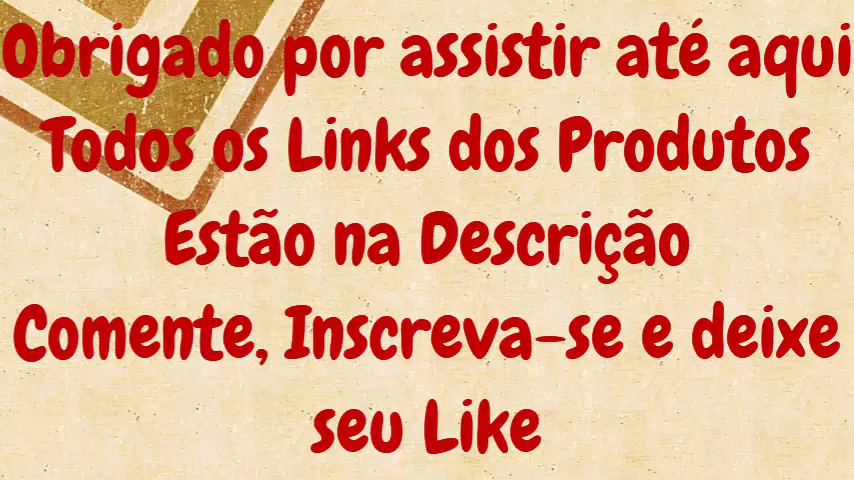 Obrigado por assistir até aqui
Todos os Links dos Produtos
Estão na Descrição
Comente, Inscreva-se e deixe
seu Like